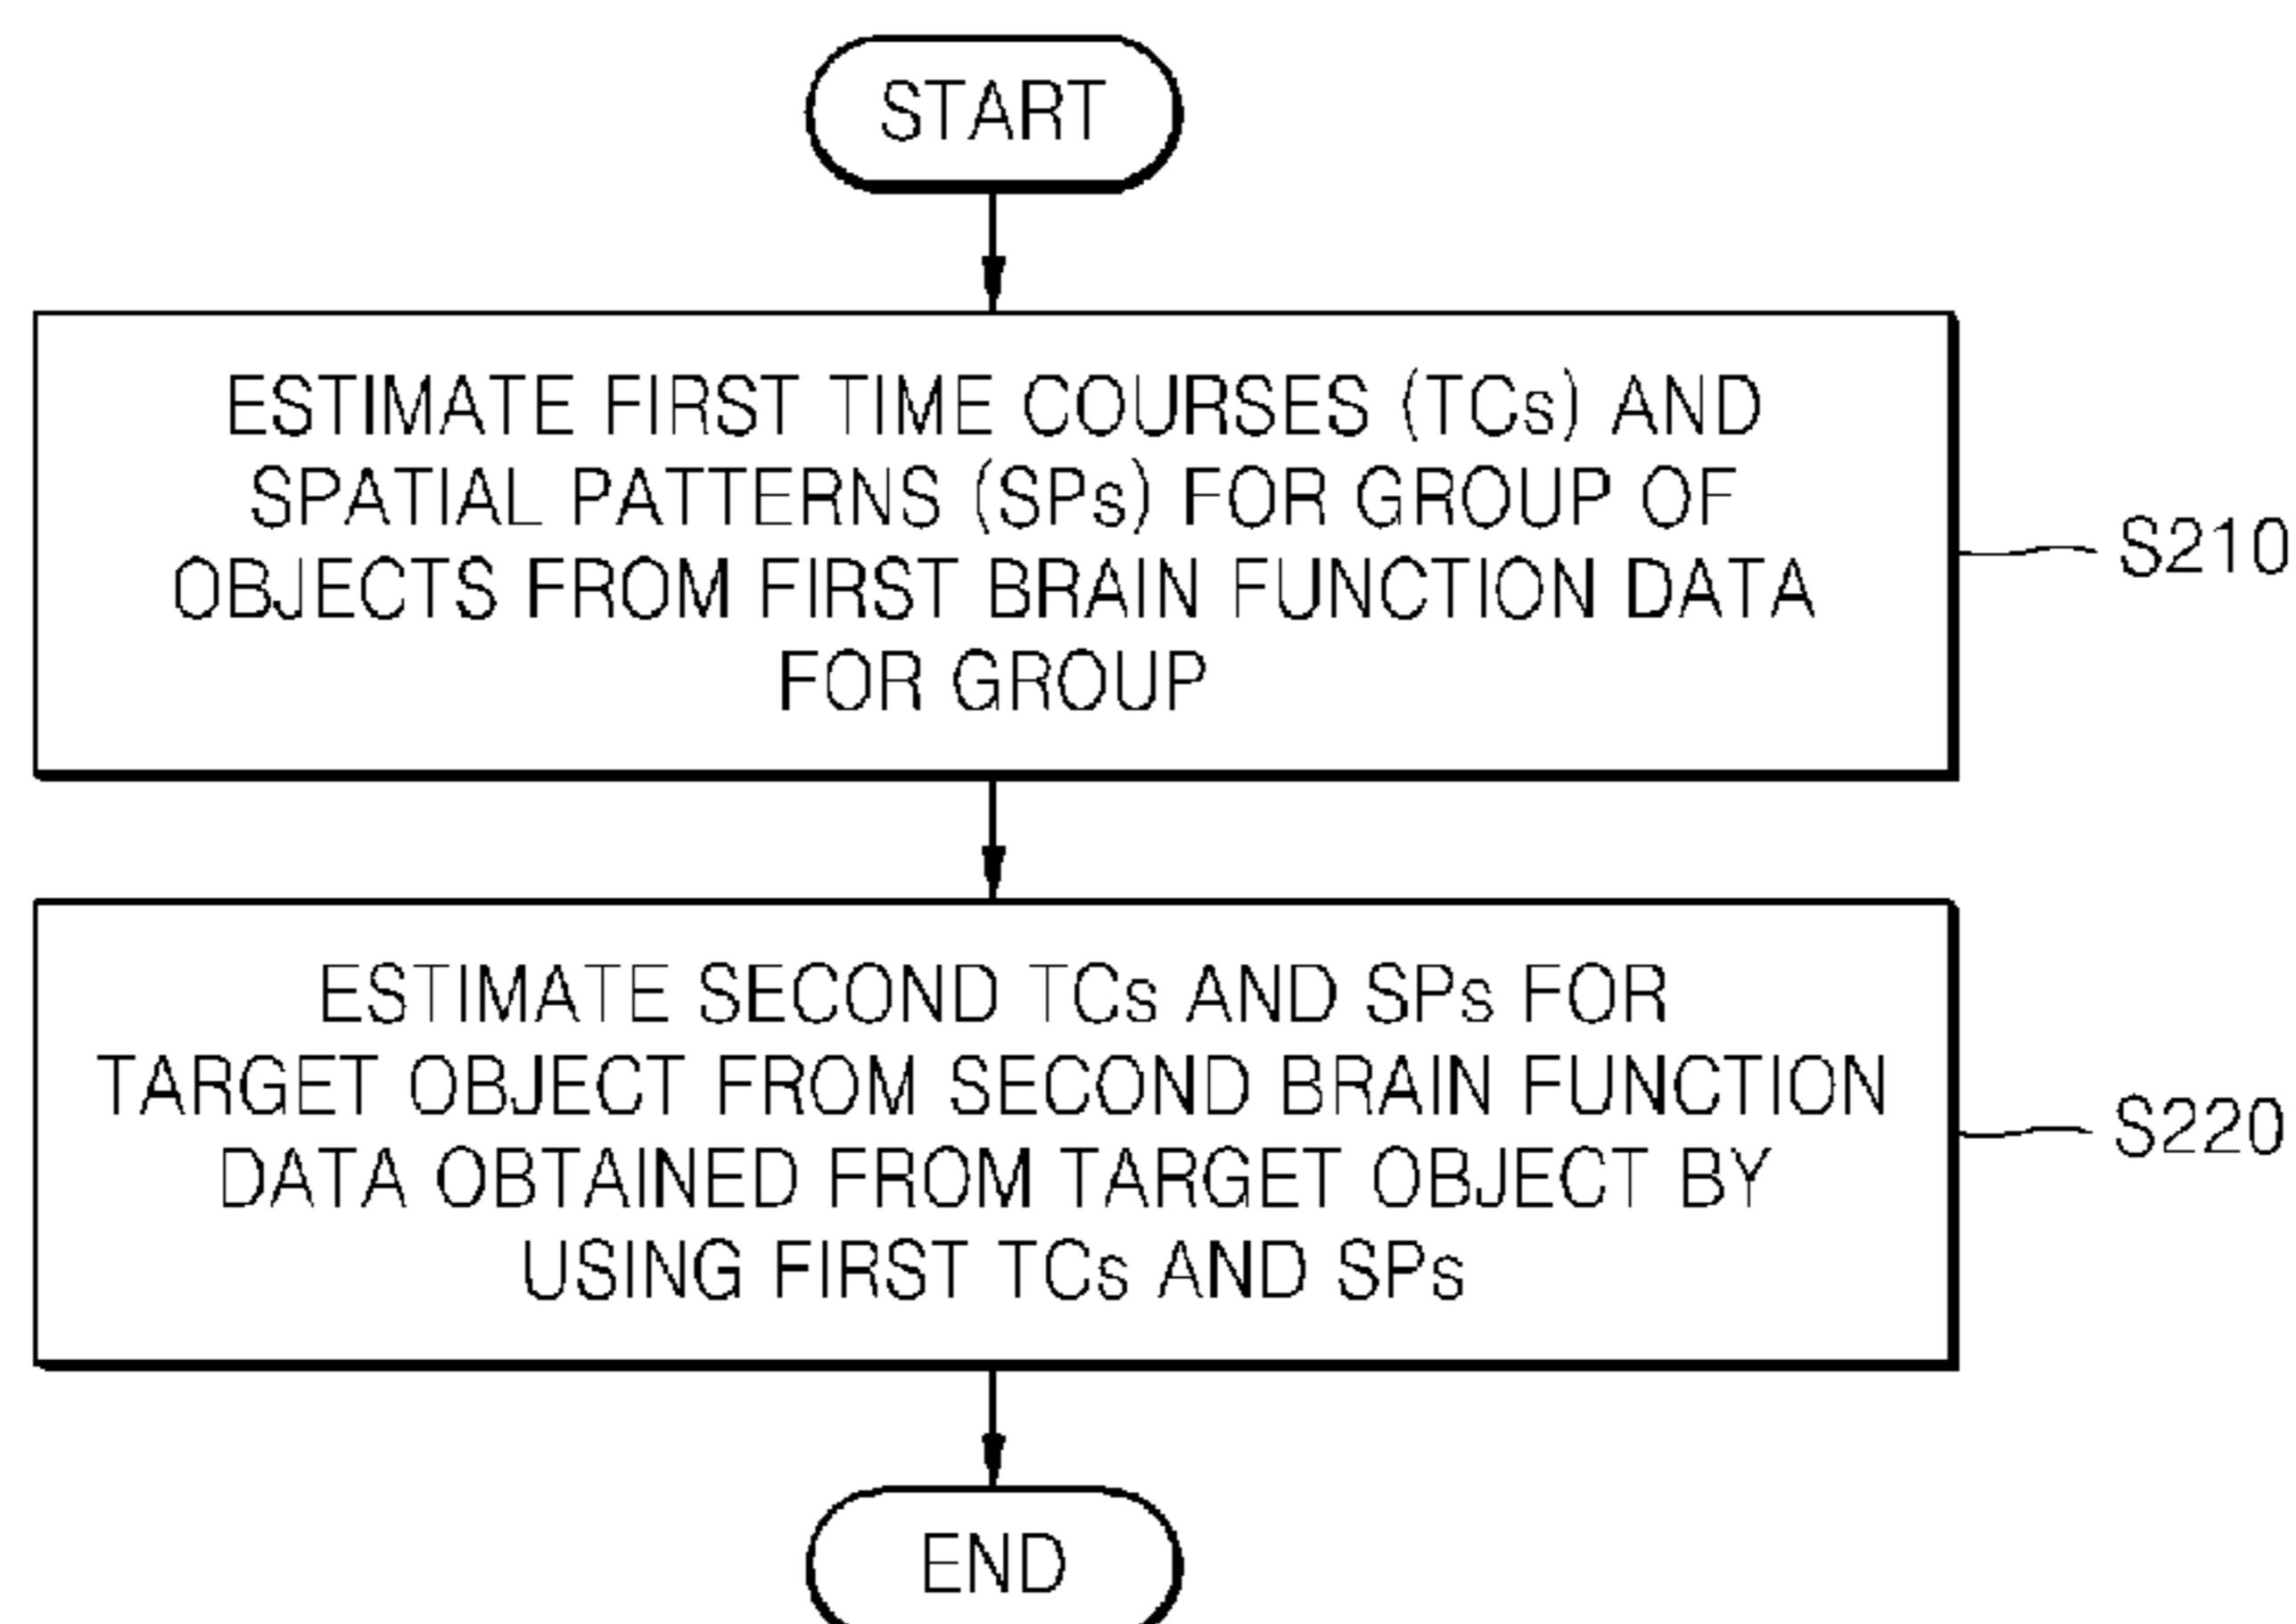 START
ESTIMATE FIRST TIME COURSES (TCs) AND
SPATIAL PATTERNS (SPs) FOR GROUP OF
OBJECTS FROM FIRST BRAIN FUNCTION DATA
FOR GROUP
S210
ESTIMATE SECOND TCs AND SPs FOR
TARGET OBJECT FROM SECOND BRAIN FUNCTION
DATA OBTAINED FROM TARGET OBJECT BY
USING FIRST TCs AND SPs
S220
END